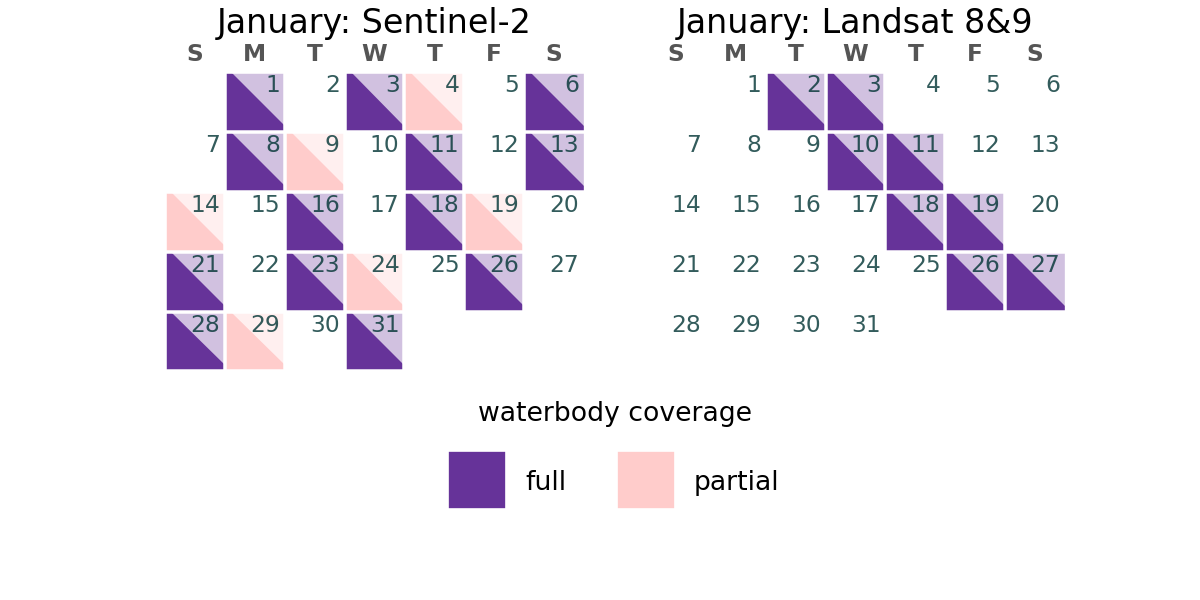 January: Sentinel-2
S M T W T F S
1 2 3 4 5 6
7 8 9 10 11 12 13
14 15 16 17 18 19 20
21 22 23 24 25 26 27
28 29 30 31
January: Landsat 8&9
S M T W T F S
1 2 3 4 5 6
7 8 9 10 11 12 13
14 15 16 17 18 19 20
21 22 23 24 25 26 27
28 29 30 31
waterbody coverage
full partial